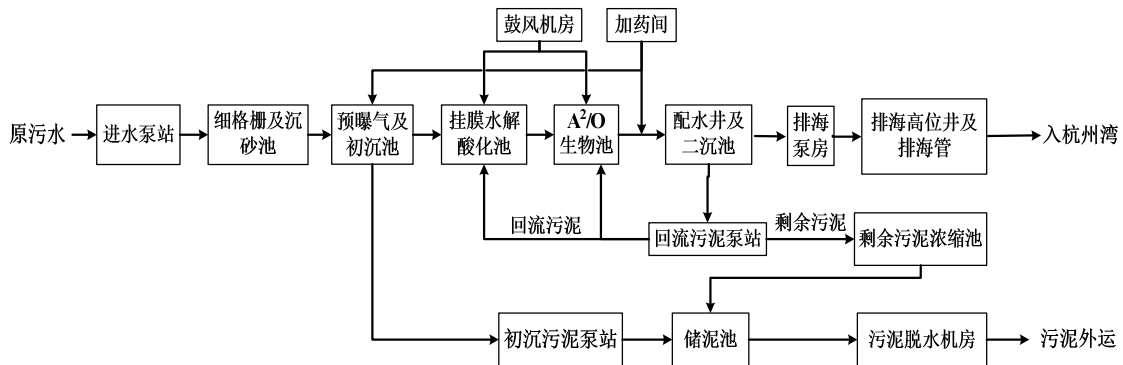 鼓风机房
加药间
原污水
进水泵站
细格栅及沉
砂池
预曝气及
初沉池
挂膜水解
酸化池
A²/O
生物池
配水井及
二沉池
排海
泵房
排海高位井及
排海管
入杭州湾
回流污泥
回流污泥泵站
剩余污泥
剩余污泥浓缩池
初沉污泥泵站
储泥池
污泥脱水机房
污泥外运